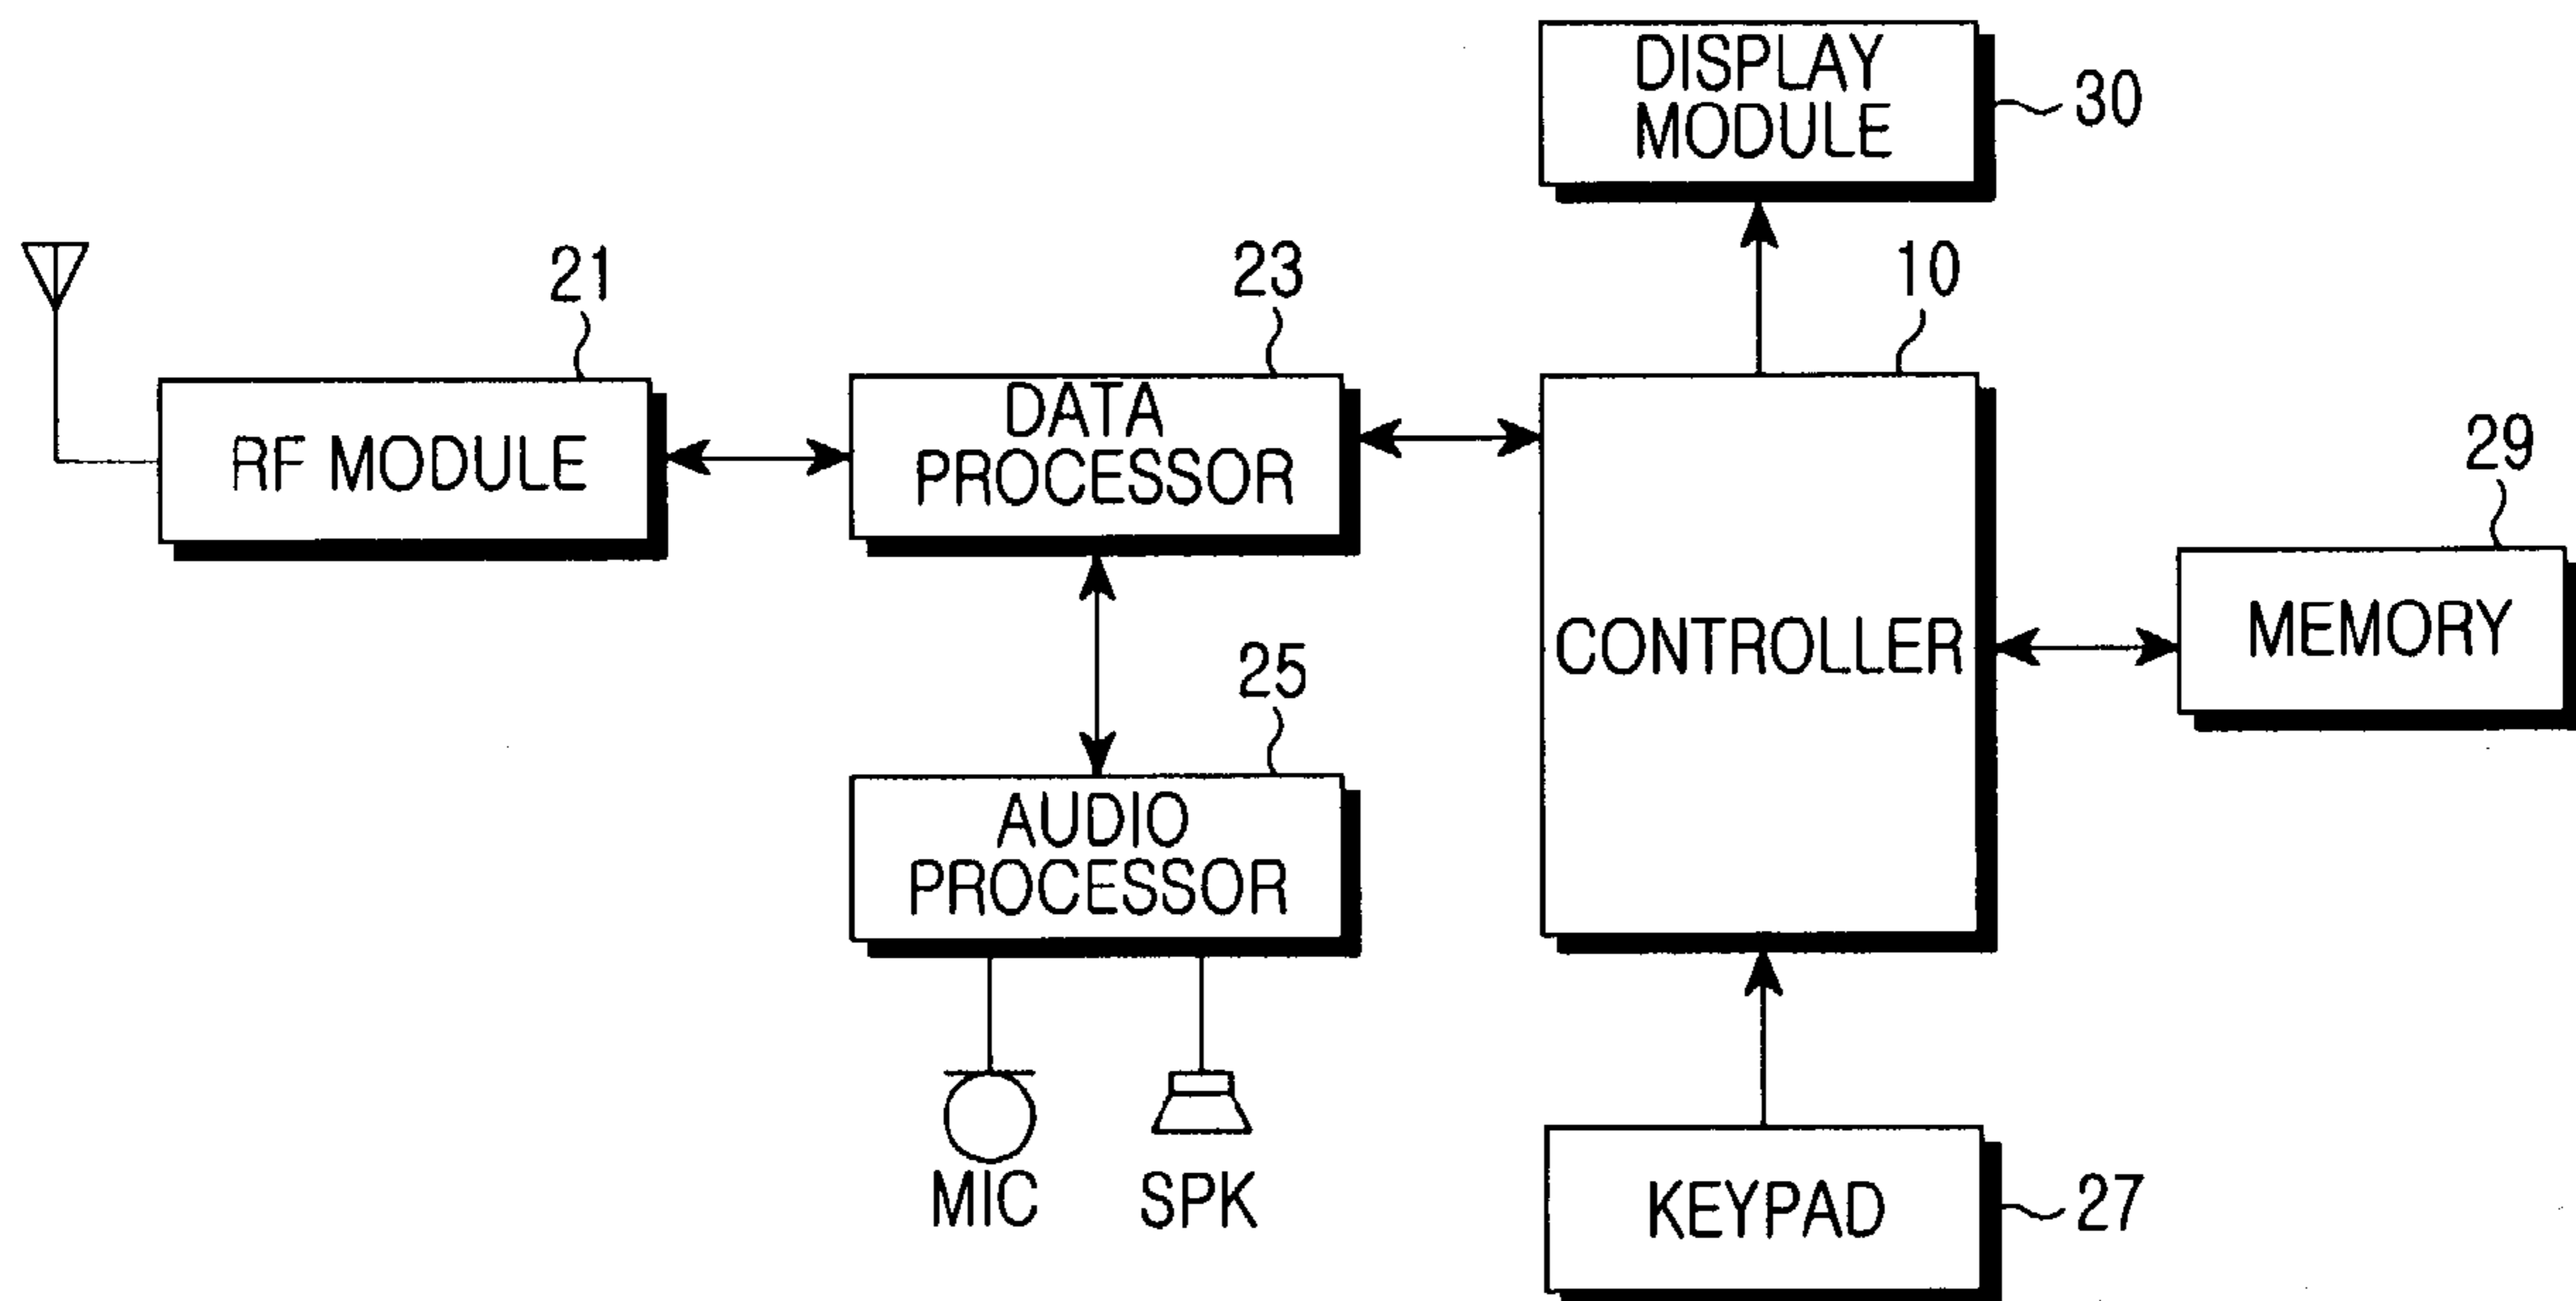 DISPLAY
MODULE
30
21
23
10
RF MODULE
DATA
PROCESSOR
29
CONTROLLER
MEMORY
25
AUDIO
PROCESSOR
MIC
SPK
KEYPAD
27